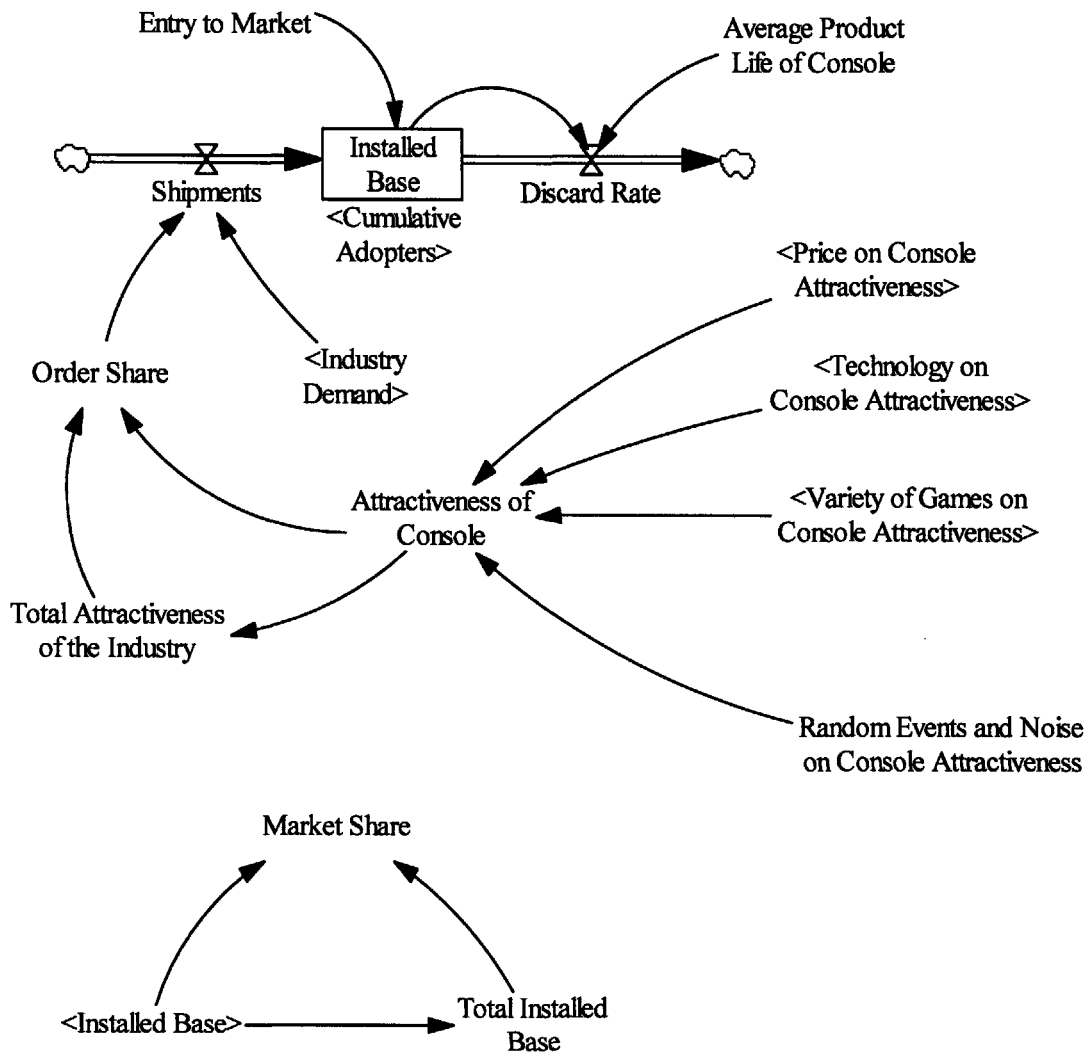 Entry to Market
Average Product
Life of Console
Installed
Base
Shipments
Discard Rate
<Cumulative
Adopters>
<Price on Console
Attractiveness>
Order Share
<Industry
Demand>
<Technology on
Console Attractiveness>
Attractiveness of
Console
<Variety of Games on
Console Attractiveness>
Total Attractiveness
of the Industry
Random Events and Noise
on Console Attractiveness
Market Share
<Installed Base>
Total Installed
Base